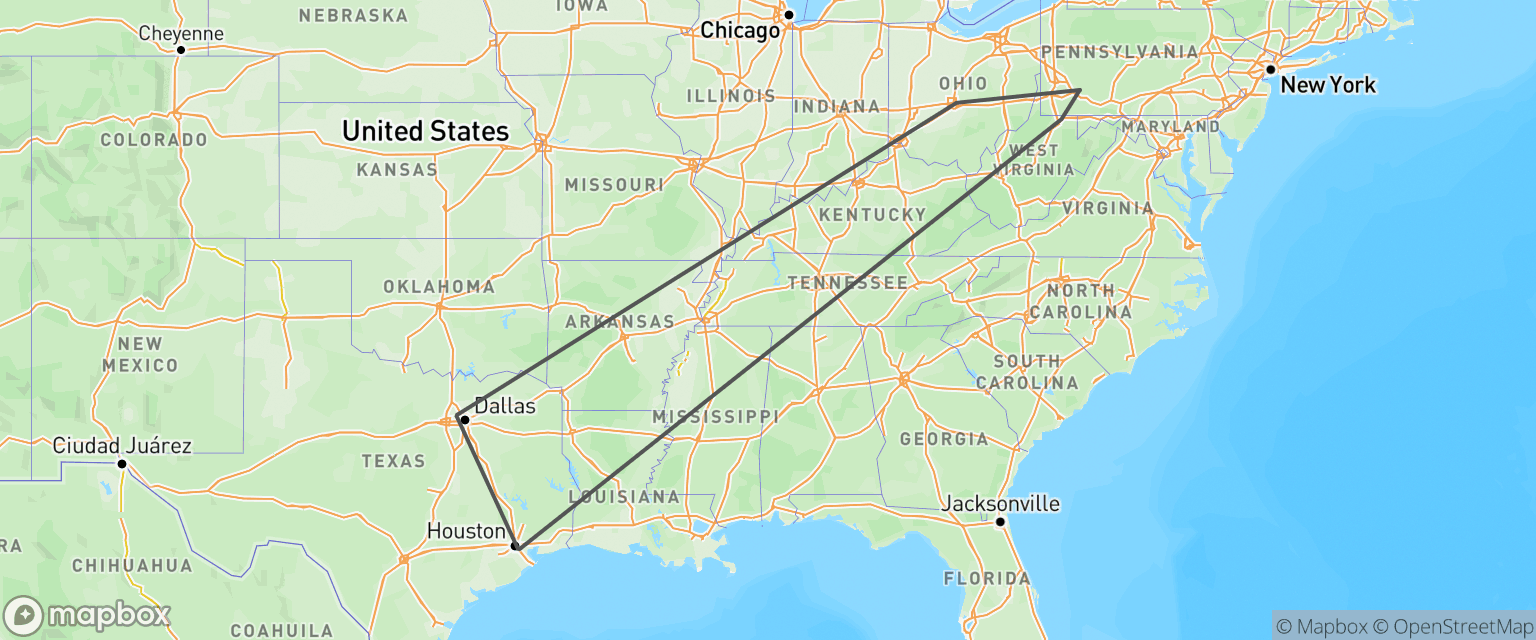 NEBRASKA
IOWA
Chicago
Cheyenne
PENNSYLVANIA
OHIO
New York
ILLINOIS
INDIANA
United States
COLORADO
MARYLAND
KANSAS
WEST
VIRGINIA
MISSOURI
KENTUCKY
VIRGINIA
OKLAHOMA
TENNESSEE
NORTH
CAROLINA
ARKANSAS
NEW
MEXICO
SOUTH
CAROLINA
Dallas
MISSISSIPPI
Ciudad Juárez
GEORGIA
TEXAS
LOUISIANA
Jacksonville
Houston
RA
CHIHUAHUA
FLORIDA
mapbox
COAHUILA
© Mapbox © OpenStreetMap